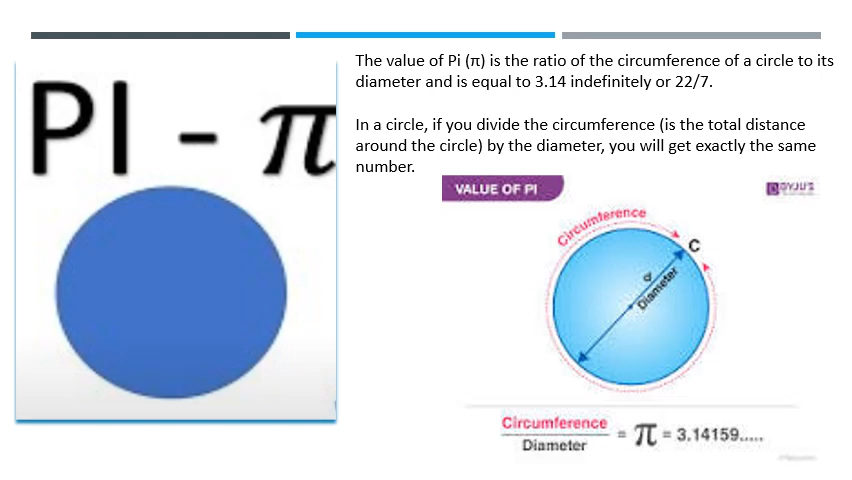 PI - π
The value of Pi (π) is the ratio of the circumference of a circle to its
diameter and is equal to 3.14 indefinitely or 22/7.
In a circle, if you divide the circumference (is the total distance
around the circle) by the diameter, you will get exactly the same
number.
VALUE OF PI
BYJU'S
Circumference
C
d
Diameter
Circumference
Diameter
= π = 3.14159.....